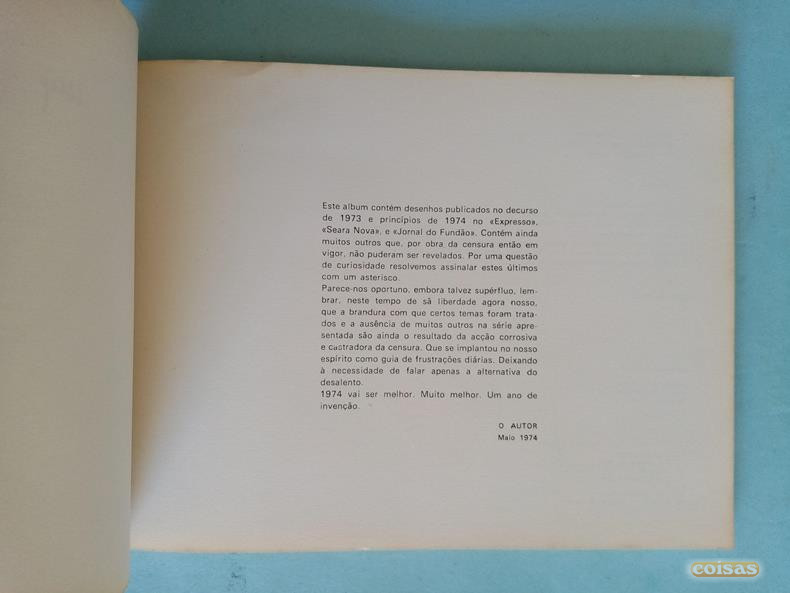 Este album contém desenhos publicados no decurso
de 1973 e princípios de 1974 no «Expresso»,
«Seara Nova», e «Jornal do Fundão». Contém ainda
muitos outros que, por obra da censura então em
vigor, não puderam ser revelados. Por uma questão
de curiosidade resolvemos assinalar estes últimos
com um asterisco.
Parece-nos oportuno, embora talvez supérfluo, lem-
brar, neste tempo de sã liberdade agora nosso,
que a brandura com que certos temas foram trata-
dos e a ausência de muitos outros na série apre-
sentada são ainda o resultado da acção corrosiva
e castradora da censura. Que se implantou no nosso
espírito como guia de frustrações diárias. Deixando
à necessidade de falar apenas a alternativa do
desalento.
1974 vai ser melhor. Muito melhor. Um ano de
invenção.
O AUTOR
Maio 1974
coisas